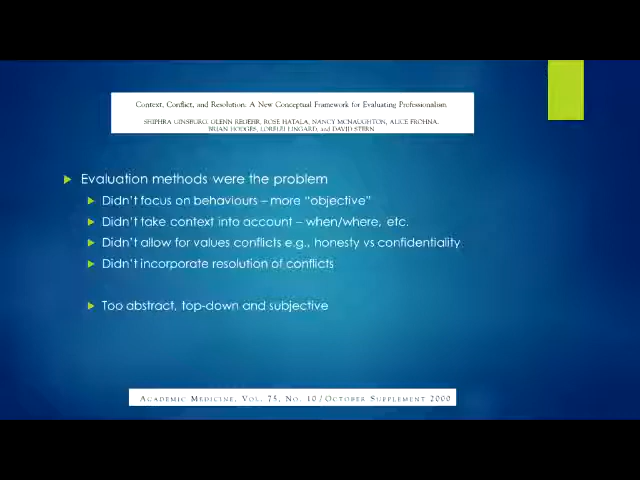 Context, Conflict, and Resolution: A New Conceptual Framework for Evaluating Professionalism
SHIPHRA GINSBURG, GLENN REGEHR, ROSE HATALA, NANCY MCNAUGHTON, ALICE FROHNA,
BRIAN HODGES, LORELEI LINGARD, and DAVID STERN
Evaluation methods were the problem
Didn't focus on behaviours – more "objective"
Didn't take context into account – when/where, etc.
Didn't allow for values conflicts e.g., honesty vs confidentiality
Didn't incorporate resolution of conflicts
Too abstract, top-down and subjective
ACADEMIC MEDICINE, VOL. 75, NO. 10/OCTOBER SUPPLEMENT 2000